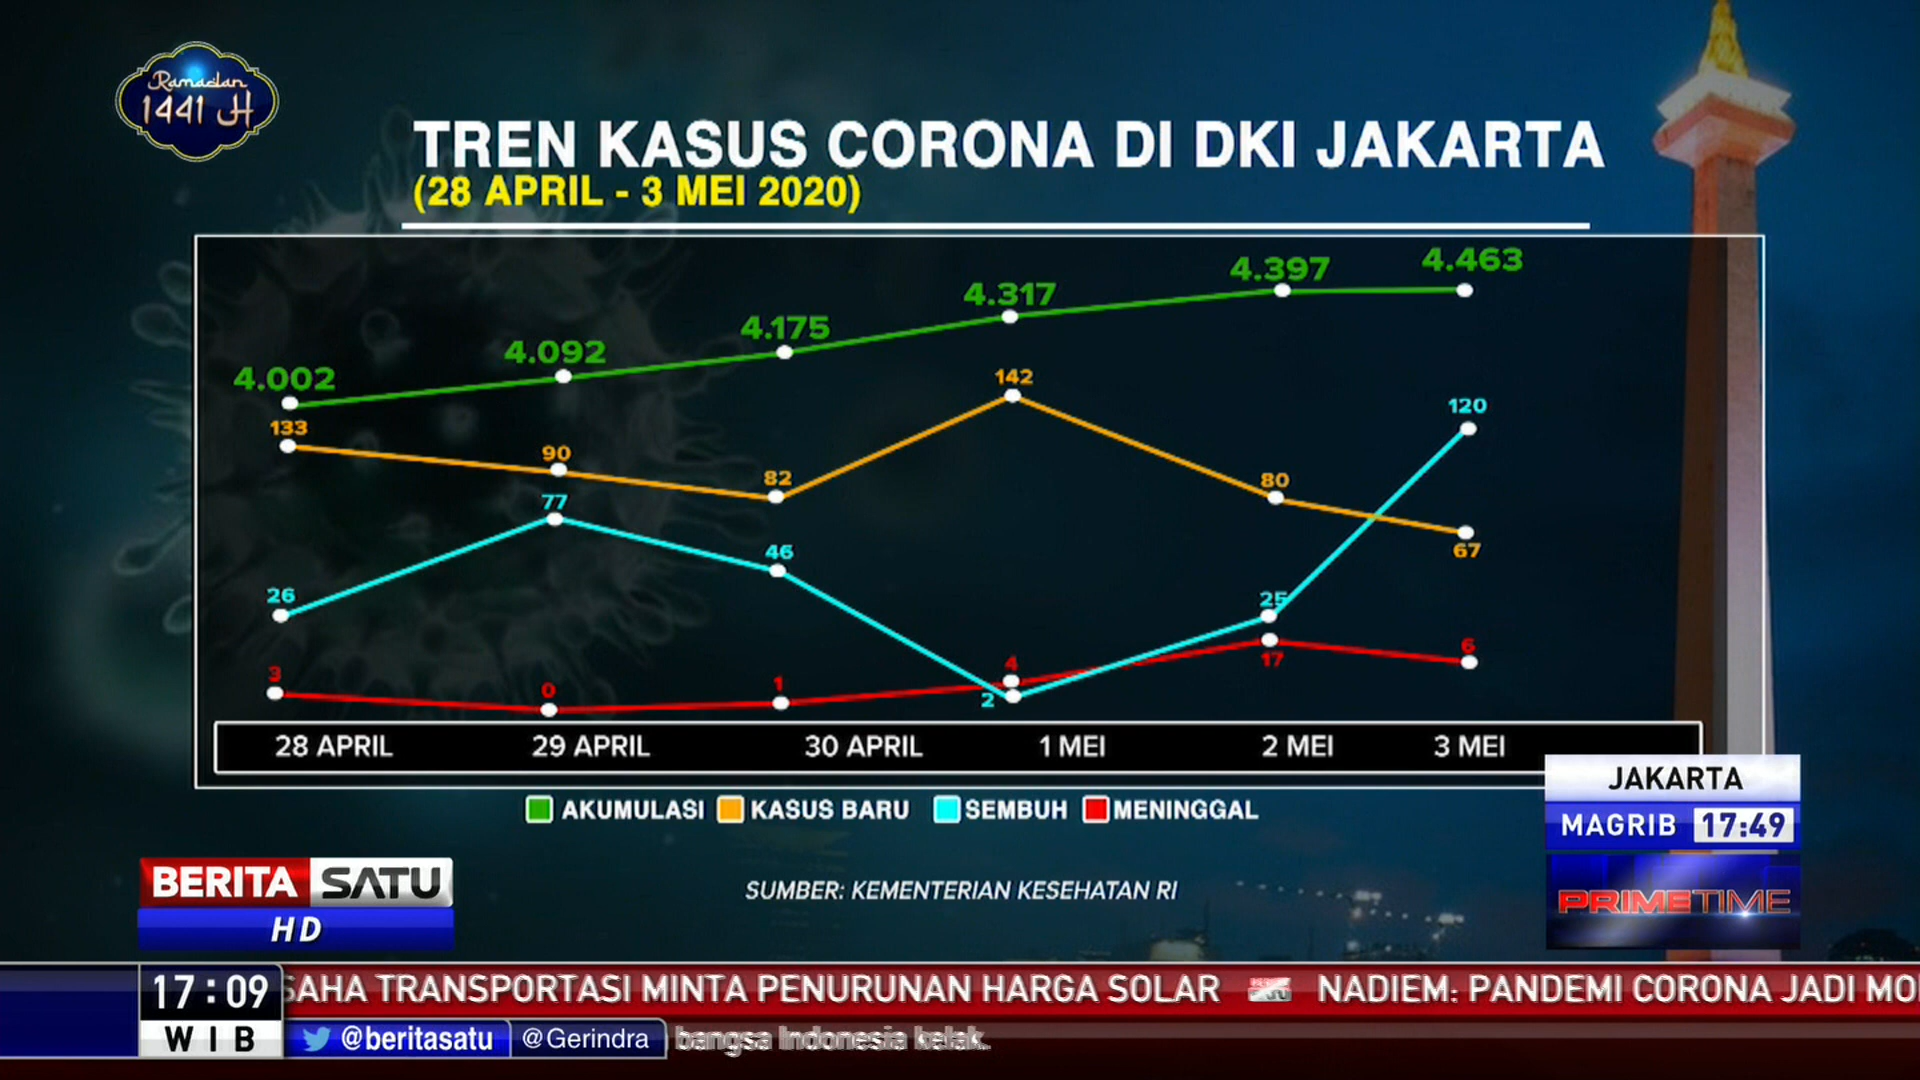 Ramadan
1441 H
TREN KASUS CORONA DI DKI JAKARTA
(28 APRIL - 3 MEI 2020)
4.002
4.092
4.175
4.317
4.397
4.463
133
90
82
142
80
67
26
77
46
2
25
120
3
0
1
4
17
6
28 APRIL 29 APRIL 30 APRIL 1 MEI 2 MEI 3 MEI
AKUMULASI KASUS BARU SEMBUH MENINGGAL
SUMBER: KEMENTERIAN KESEHATAN RI
JAKARTA
MAGRIB 17:49
PRIMETIME
BERITA SATU
HD
17:09
WIB
SAHA TRANSPORTASI MINTA PENURUNAN HARGA SOLAR NADIEM: PANDEMI CORONA JADI MO
@beritasatu @Gerindra bangsa Indonesia kelak.